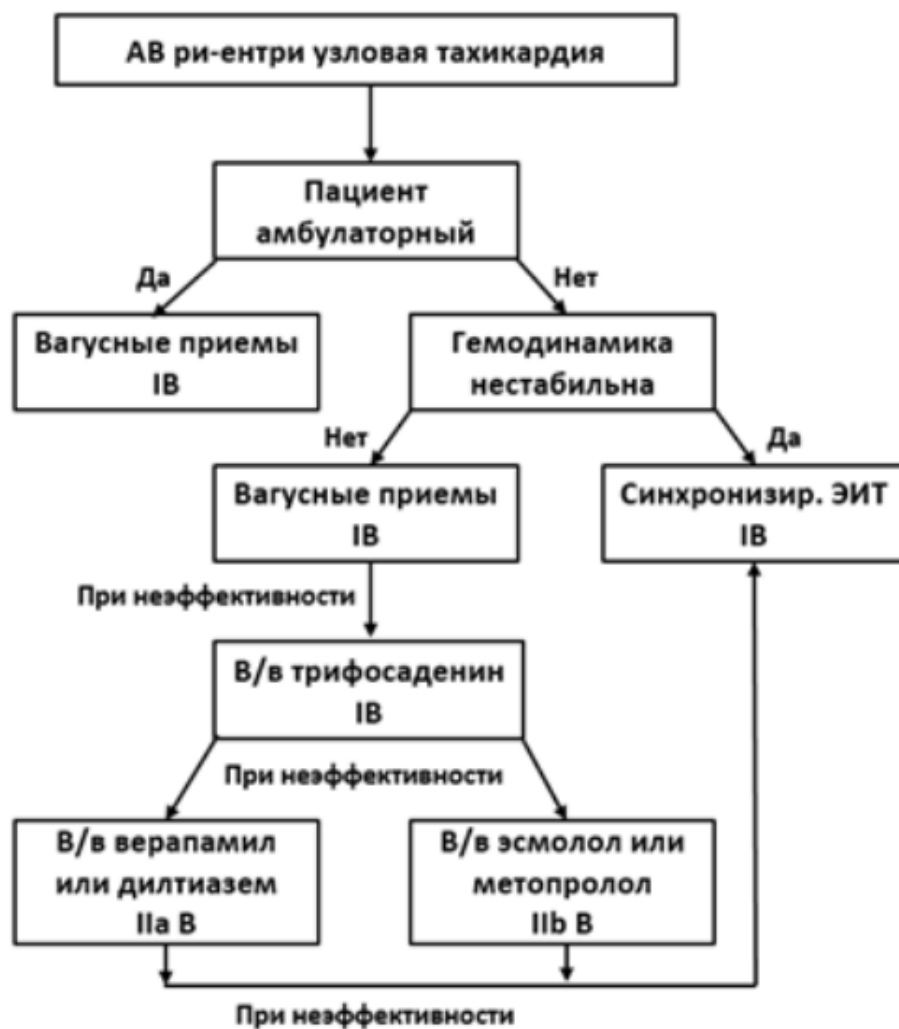 АВ ри-ентри узловая тахикардия
Пациент
амбулаторный
Да
Нет
Вагусные приемы
IB
Гемодинамика
нестабильна
Нет
Да
Вагусные приемы
IB
Синхронизир. ЭИТ
IB
При неэффективности
В/в трифосаденин
IB
При неэффективности
В/в верапамил
или дилтиазем
IIa B
В/в эсмолол или
метопролол
IIb B
При неэффективности